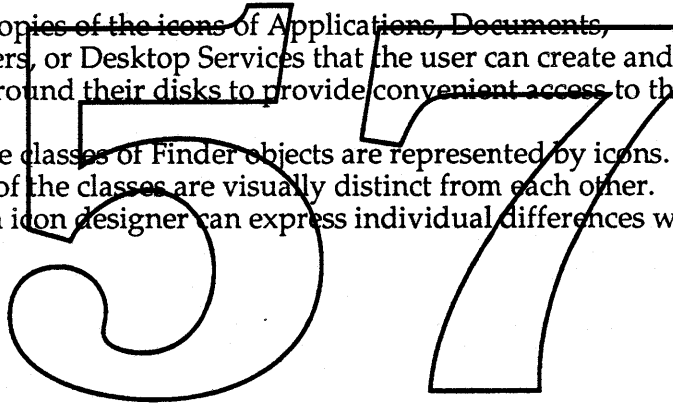 opies of the icons of Applications, Documents,
ers, or Desktop Services that the user can create and
round their disks to provide convenient access to th
e classes of Finder objects are represented by icons.
of the classes are visually distinct from each other.
icon designer can express individual differences w
57